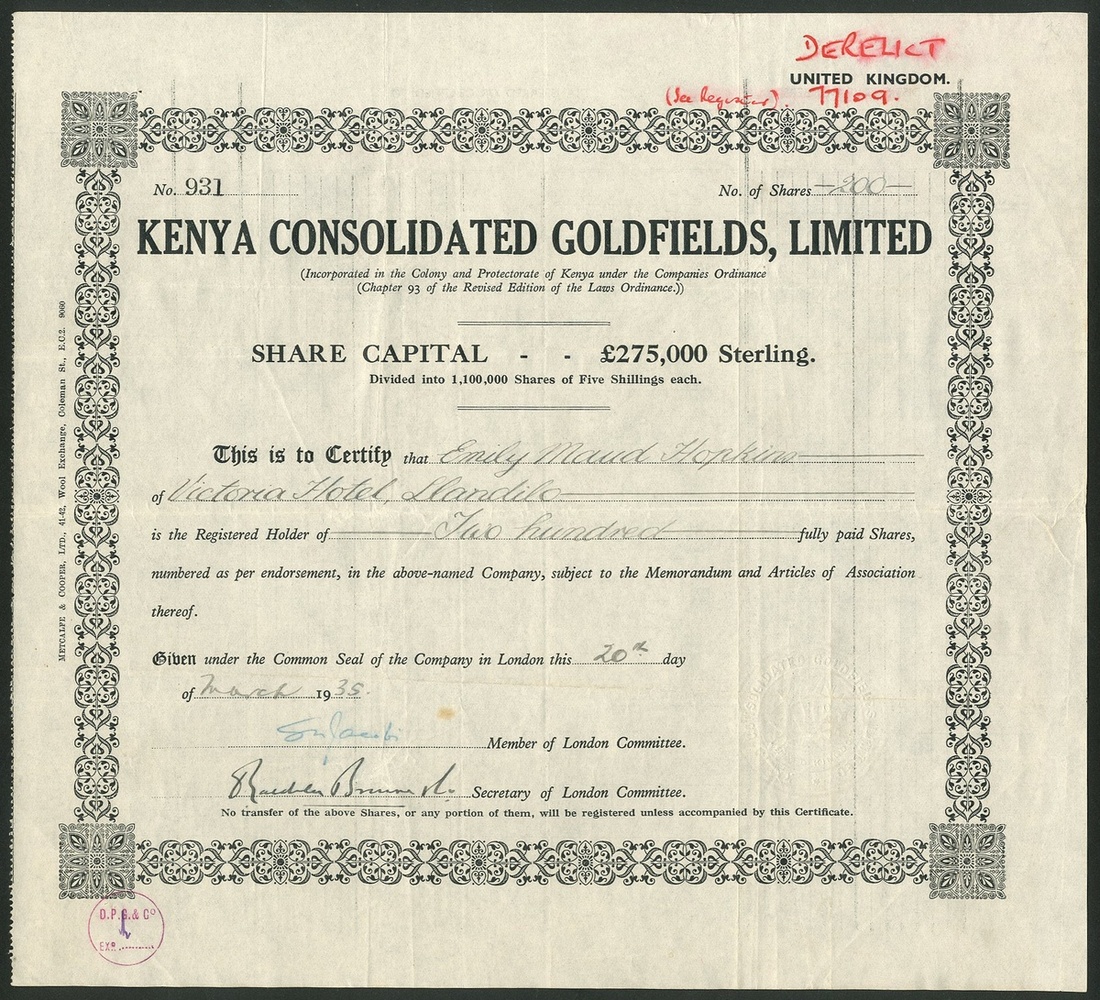 DERELICT
UNITED KINGDOM.
(See Register). 77109.
No. 931
No. of Shares 200
KENYA CONSOLIDATED GOLDFIELDS, LIMITED
(Incorporated in the Colony and Protectorate of Kenya under the Companies Ordinance
(Chapter 93 of the Revised Edition of the Laws Ordinance.))
SHARE CAPITAL - - £275,000 Sterling.
Divided into 1,100,000 Shares of Five Shillings each.
This is to Certify that Emily Maud Hopkins
of Victoria Hotel, Llandilo
is the Registered Holder of Two hundred fully paid Shares,
numbered as per endorsement, in the above-named Company, subject to the Memorandum and Articles of Association
thereof.
Given under the Common Seal of the Company in London this 20th day
of March 1935.
Member of London Committee.
Secretary of London Committee.
No transfer of the above Shares, or any portion of them, will be registered unless accompanied by this Certificate.
METCALFE & COOPER, LTD., 41-42, Wool Exchange, Coleman St., E.C.2. 9060
D.P.G. & Co
EXR.